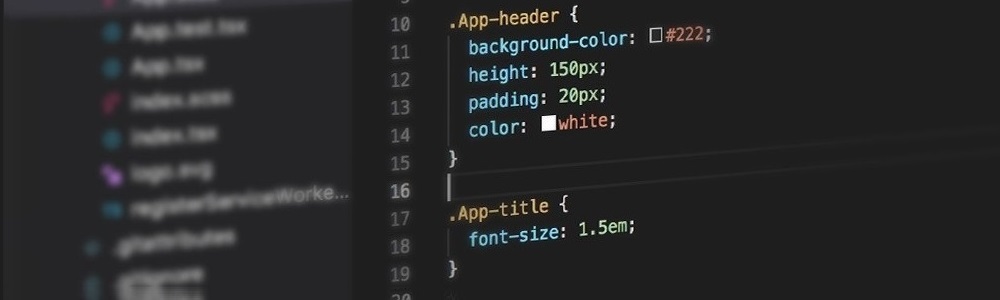 App.test.tsx
App.tsx
index.scss
index.tsx
logo.svg
registerServiceWorke...
.gitattributes
.gitignore
10 .App-header {
11 background-color: #222;
12 height: 150px;
13 padding: 20px;
14 color: white;
15 }
16
17 .App-title {
18 font-size: 1.5em;
19 }